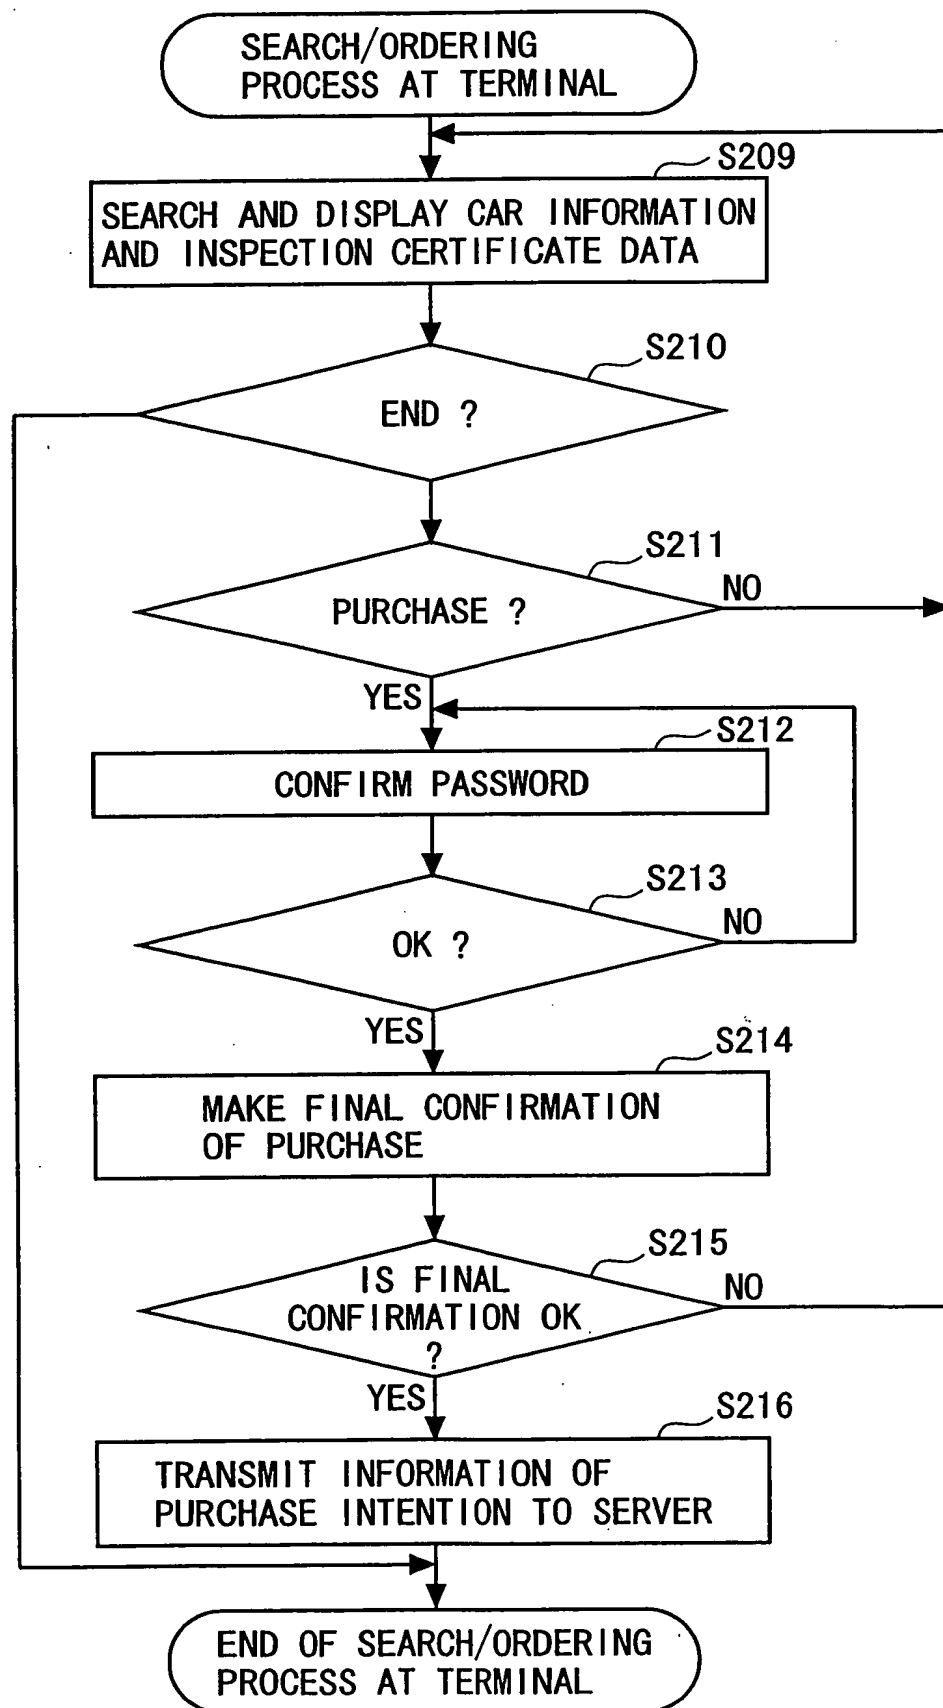 SEARCH/ORDERING
PROCESS AT TERMINAL
S209
SEARCH AND DISPLAY CAR INFORMATION
AND INSPECTION CERTIFICATE DATA
S210
END ?
S211
PURCHASE ?
NO
YES
S212
CONFIRM PASSWORD
S213
OK ?
NO
YES
S214
MAKE FINAL CONFIRMATION
OF PURCHASE
S215
IS FINAL
CONFIRMATION OK
?
NO
YES
S216
TRANSMIT INFORMATION OF
PURCHASE INTENTION TO SERVER
END OF SEARCH/ORDERING
PROCESS AT TERMINAL